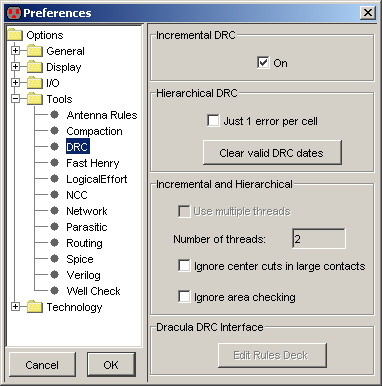 Preferences
Options
General
Display
I/O
Tools
Antenna Rules
Compaction
DRC
Fast Henry
LogicalEffort
NCC
Network
Parasitic
Routing
Spice
Verilog
Well Check
Technology
Cancel
OK
Incremental DRC
On
Hierarchical DRC
Just 1 error per cell
Clear valid DRC dates
Incremental and Hierarchical
Use multiple threads
Number of threads: 2
Ignore center cuts in large contacts
Ignore area checking
Dracula DRC Interface
Edit Rules Deck